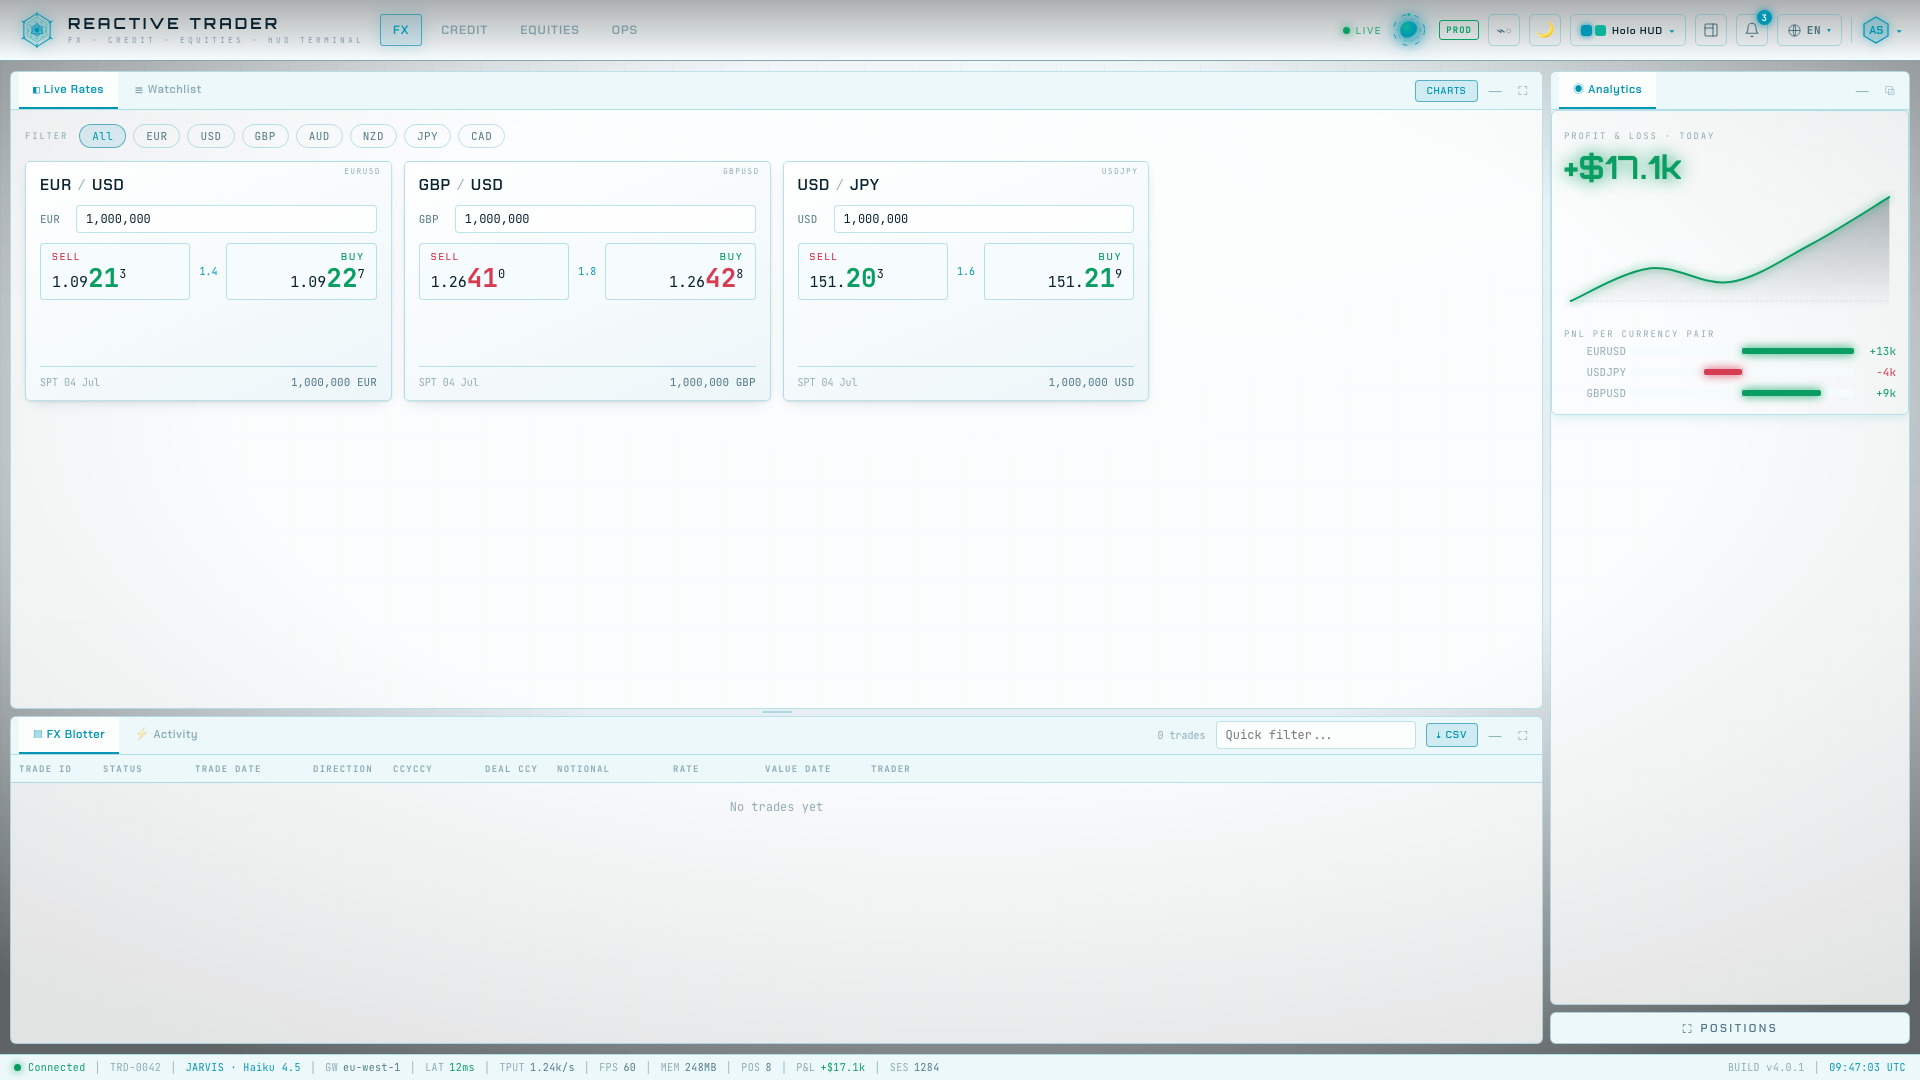 REACTIVE TRADER
FX · CREDIT · EQUITIES · HUD TERMINAL
FX CREDIT EQUITIES OPS
LIVE PROD Holo HUD 3 EN AS
Live Rates Watchlist CHARTS
FILTER All EUR USD GBP AUD NZD JPY CAD
EURUSD
EUR / USD
EUR 1,000,000
SELL 1.09213
1.4
BUY 1.09227
SPT 04 Jul 1,000,000 EUR
GBPUSD
GBP / USD
GBP 1,000,000
SELL 1.26410
1.8
BUY 1.26428
SPT 04 Jul 1,000,000 GBP
USDJPY
USD / JPY
USD 1,000,000
SELL 151.203
1.6
BUY 151.219
SPT 04 Jul 1,000,000 USD
Analytics
PROFIT & LOSS · TODAY
+$17.1k
PNL PER CURRENCY PAIR
EURUSD +13k
USDJPY -4k
GBPUSD +9k
FX Blotter Activity 0 trades Quick filter... ↓ CSV
TRADE ID STATUS TRADE DATE DIRECTION CCYCCY DEAL CCY NOTIONAL RATE VALUE DATE TRADER
No trades yet
POSITIONS
Connected TRD-0042 JARVIS · Haiku 4.5 GW eu-west-1 LAT 12ms TPUT 1.24k/s FPS 60 MEM 248MB POS 8 P&L +$17.1k SES 1284 BUILD v4.0.1 09:47:03 UTC